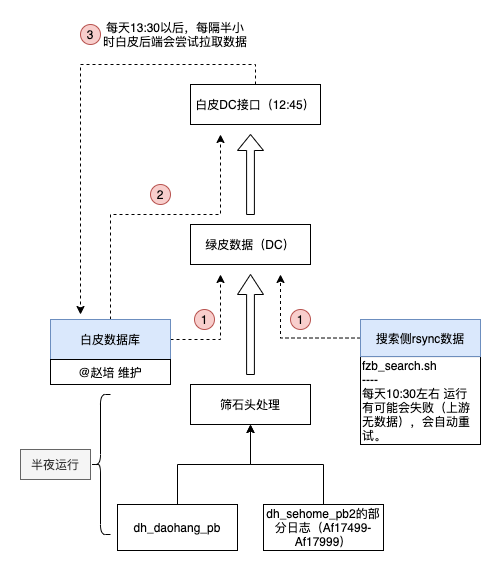 3
每天13:30以后，每隔半小
时白皮后端会尝试拉取数据
白皮DC接口（12:45）
2
绿皮数据（DC）
1
1
白皮数据库
@赵培 维护
搜索侧rsync数据
fzb_search.sh
----
每天10:30左右 运行
有可能会失败（上游
无数据），会自动重
试。
筛石头处理
半夜运行
dh_daohang_pb
dh_sehome_pb2的部
分日志（Af17499-
Af17999）